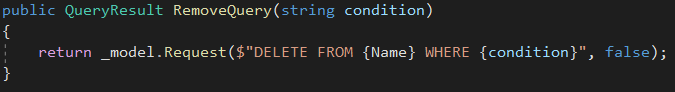 public QueryResult RemoveQuery(string condition)
{
    return _model.Request($"DELETE FROM {Name} WHERE {condition}", false);
}